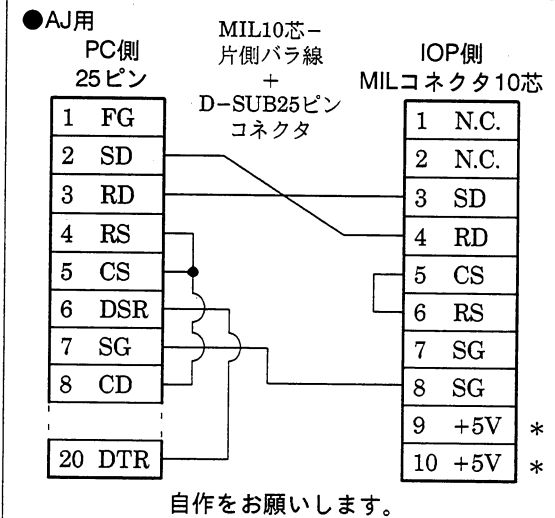 ●AJ用
PC側
25ピン
MIL10芯−
片側バラ線
+
D−SUB25ピン
コネクタ
IOP側
MILコネクタ10芯
1 FG
2 SD
3 RD
4 RS
5 CS
6 DSR
7 SG
8 CD
20 DTR
1 N.C.
2 N.C.
3 SD
4 RD
5 CS
6 RS
7 SG
8 SG
9 +5V *
10 +5V *
自作をお願いします。